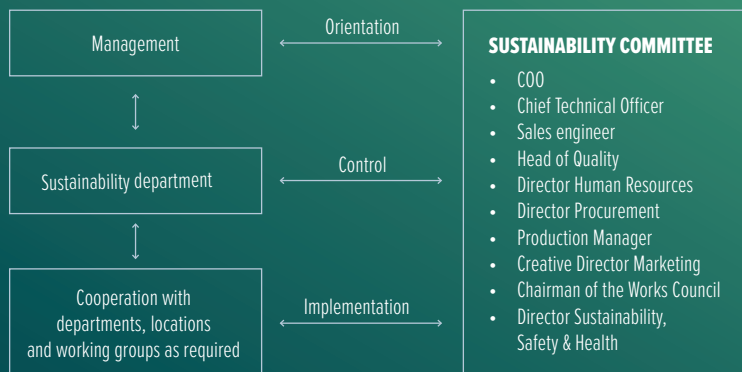 Management
Orientation
Sustainability department
Control
Cooperation with
departments, locations
and working groups as required
Implementation
SUSTAINABILITY COMMITTEE
• COO
• Chief Technical Officer
• Sales engineer
• Head of Quality
• Director Human Resources
• Director Procurement
• Production Manager
• Creative Director Marketing
• Chairman of the Works Council
• Director Sustainability,
Safety & Health